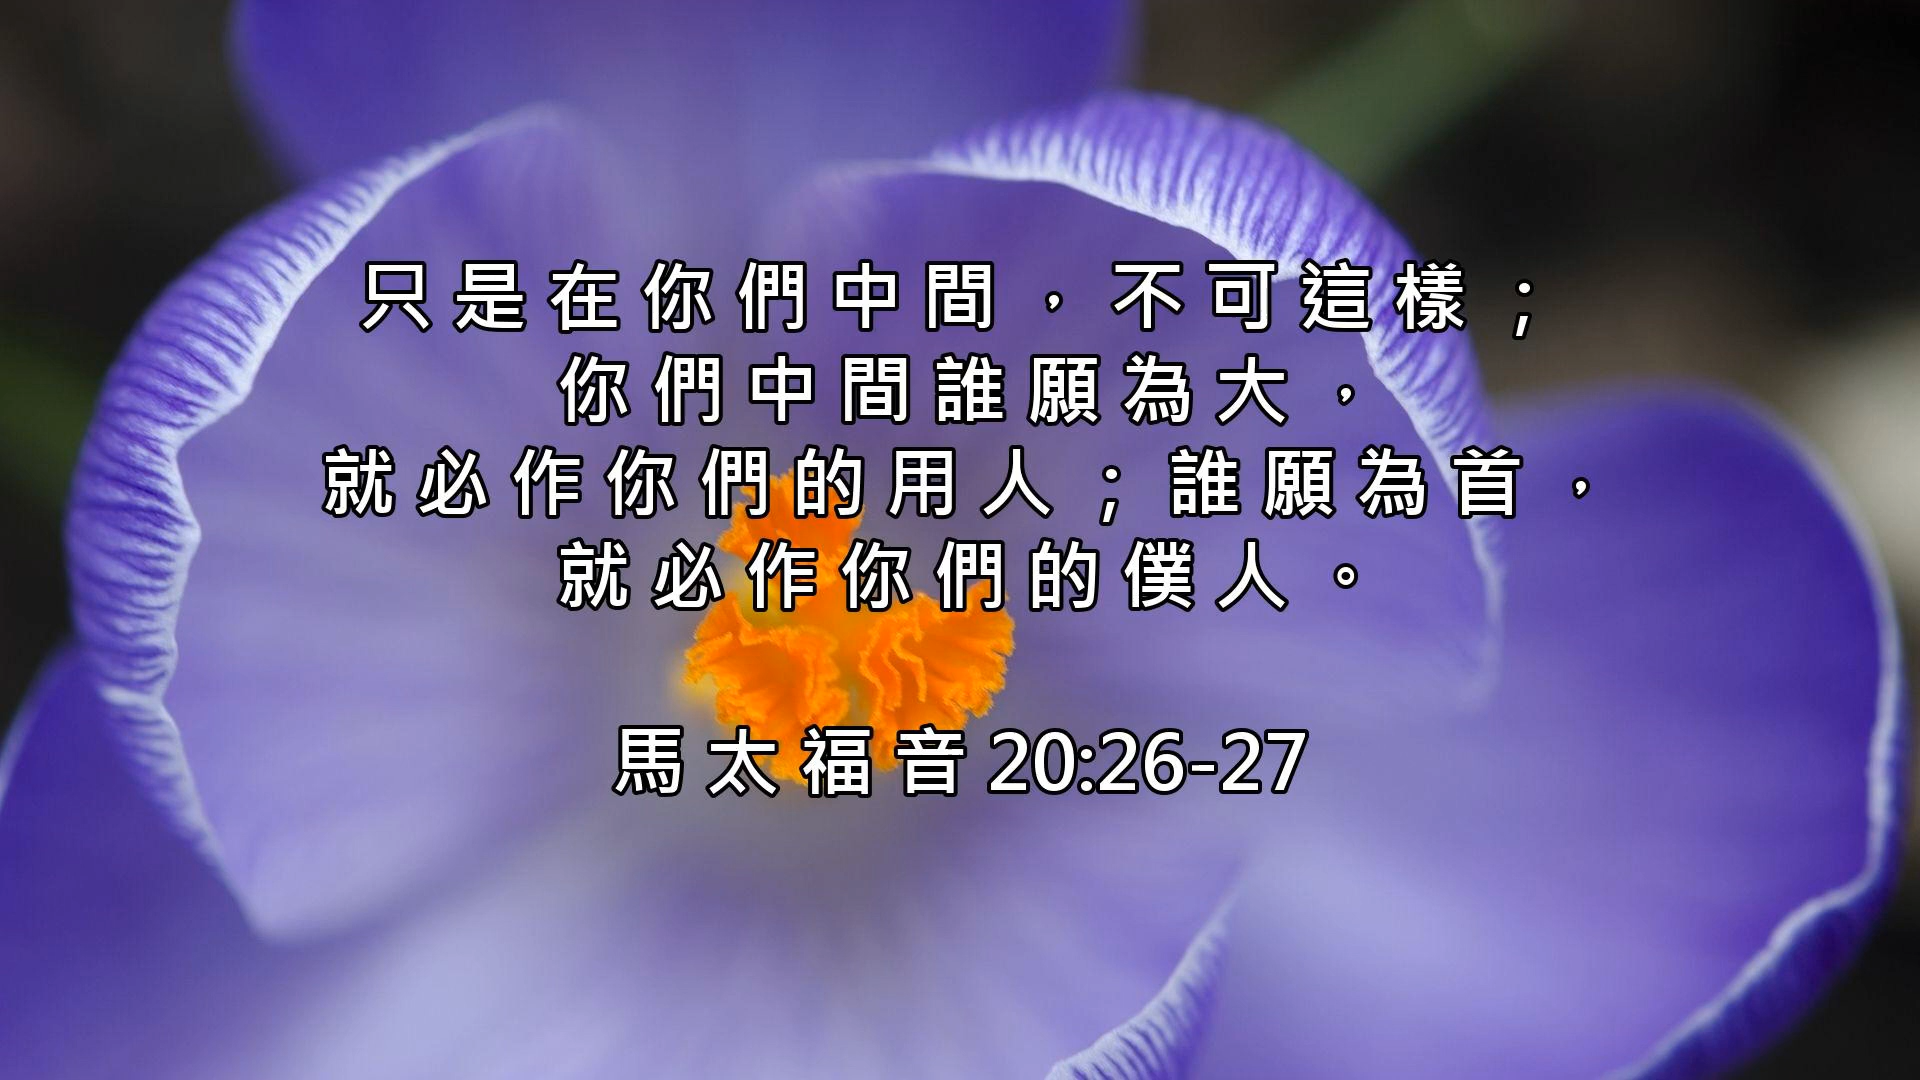 只是在你們中間，不可這樣；
你們中間誰願為大，
就必作你們的用人；誰願為首，
就必作你們的僕人。
馬太福音20:26-27